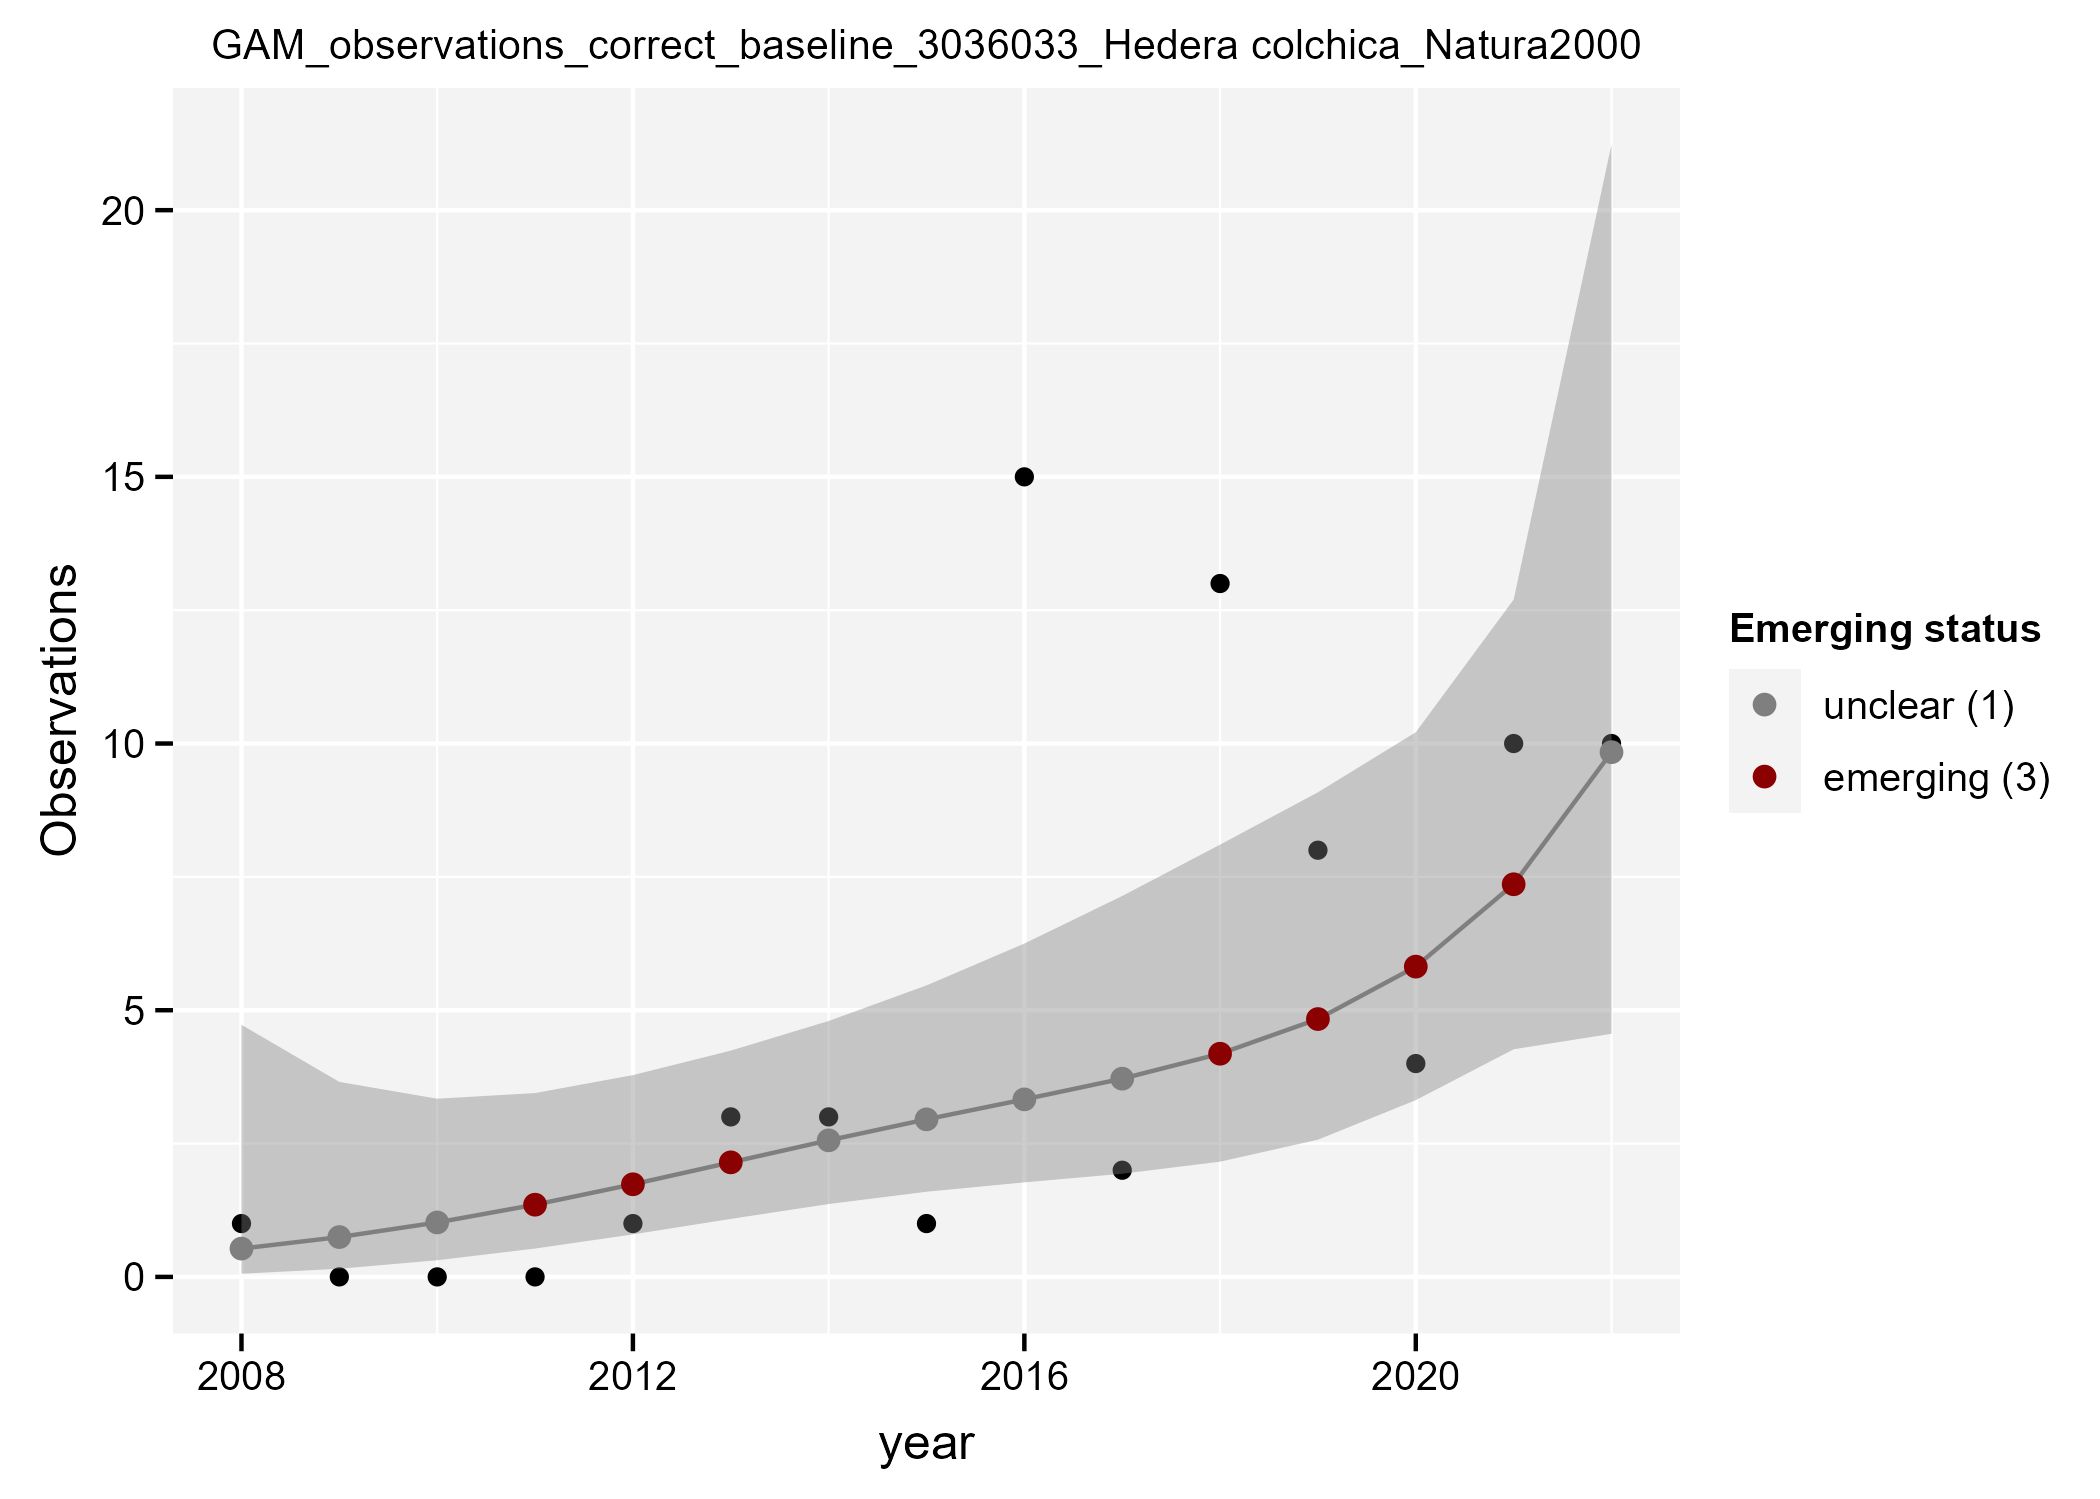 GAM_observations_correct_baseline_3036033_Hedera colchica_Natura2000
Observations
20
15
10
5
0
2008 2012 2016 2020
year
Emerging status
unclear (1)
emerging (3)